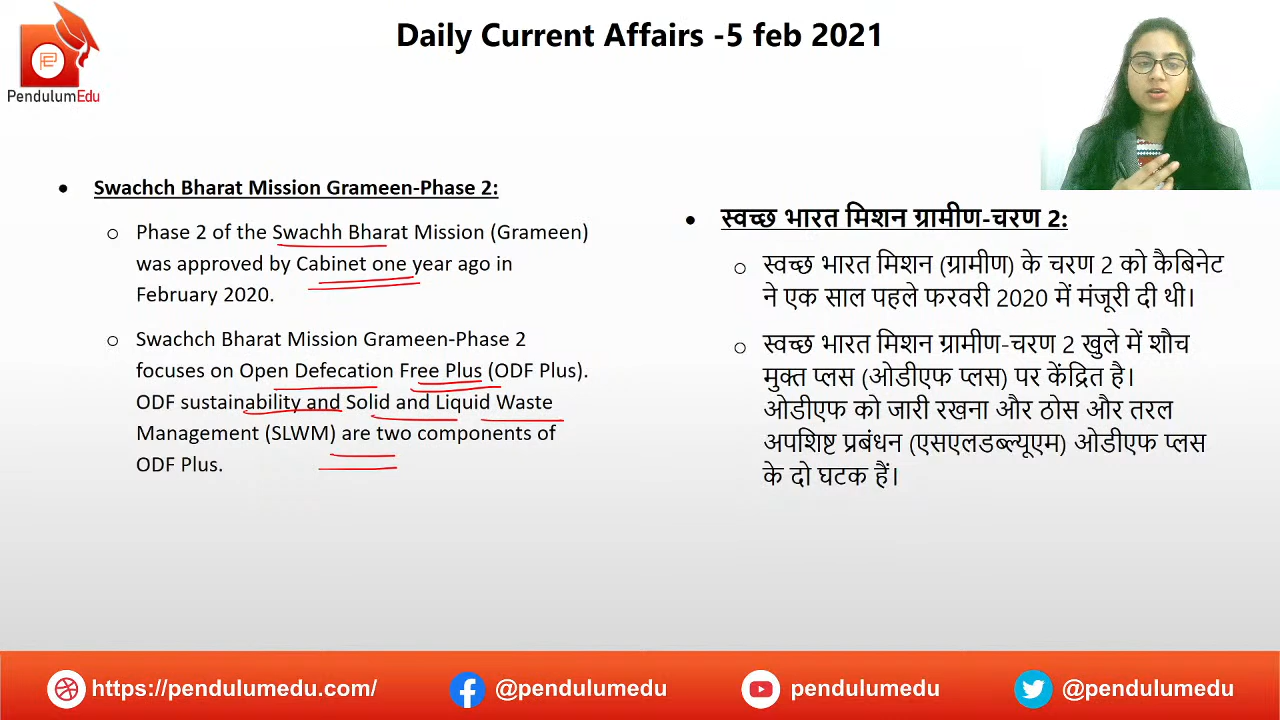 Daily Current Affairs -5 feb 2021
PendulumEdu
• Swachch Bharat Mission Grameen-Phase 2:
o Phase 2 of the Swachh Bharat Mission (Grameen)
was approved by Cabinet one year ago in
February 2020.
o Swachch Bharat Mission Grameen-Phase 2
focuses on Open Defecation Free Plus (ODF Plus).
ODF sustainability and Solid and Liquid Waste
Management (SLWM) are two components of
ODF Plus.
• स्वच्छ भारत मिशन ग्रामीण-चरण 2:
o स्वच्छ भारत मिशन (ग्रामीण) के चरण 2 को कैबिनेट
ने एक साल पहले फरवरी 2020 में मंजूरी दी थी।
o स्वच्छ भारत मिशन ग्रामीण-चरण 2 खुले में शौच
मुक्त प्लस (ओडीएफ प्लस) पर केंद्रित है।
ओडीएफ को जारी रखना और ठोस और तरल
अपशिष्ट प्रबंधन (एसएलडब्ल्यूएम) ओडीएफ प्लस
के दो घटक हैं।
https://pendulumedu.com/
@pendulumedu
pendulumedu
@pendulumedu